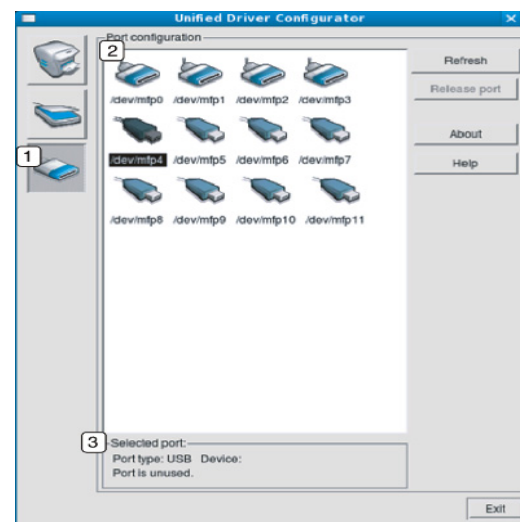 Unified Driver Configurator
Port configuration
2
Refresh
/dev/mfp0 /dev/mfp1 /dev/mfp2 /dev/mfp3
Release port
About
1
/dev/mfp4 /dev/mfp5 /dev/mfp6 /dev/mfp7
Help
/dev/mfp8 /dev/mfp9 /dev/mfp10 /dev/mfp11
3
Selected port:
Port type: USB Device:
Port is unused.
Exit